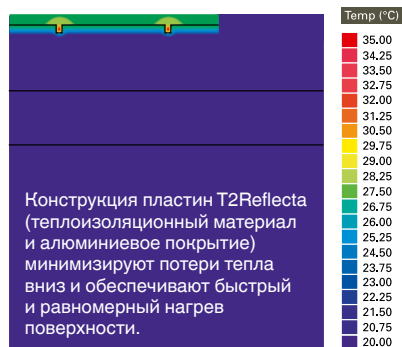 Temp (°C)
35.00
34.25
33.50
32.75
32.00
31.25
30.50
29.75
29.00
28,25
27.50
26.75
26.00
25,25
24,50
23.75
23.00
22.25
21.50
20.75
20.00
Конструкция пластин T2Reflecta
(теплоизоляционный материал
и алюминиевое покрытие)
минимизируют потери тепла
вниз и обеспечивают быстрый
и равномерный нагрев
поверхности.